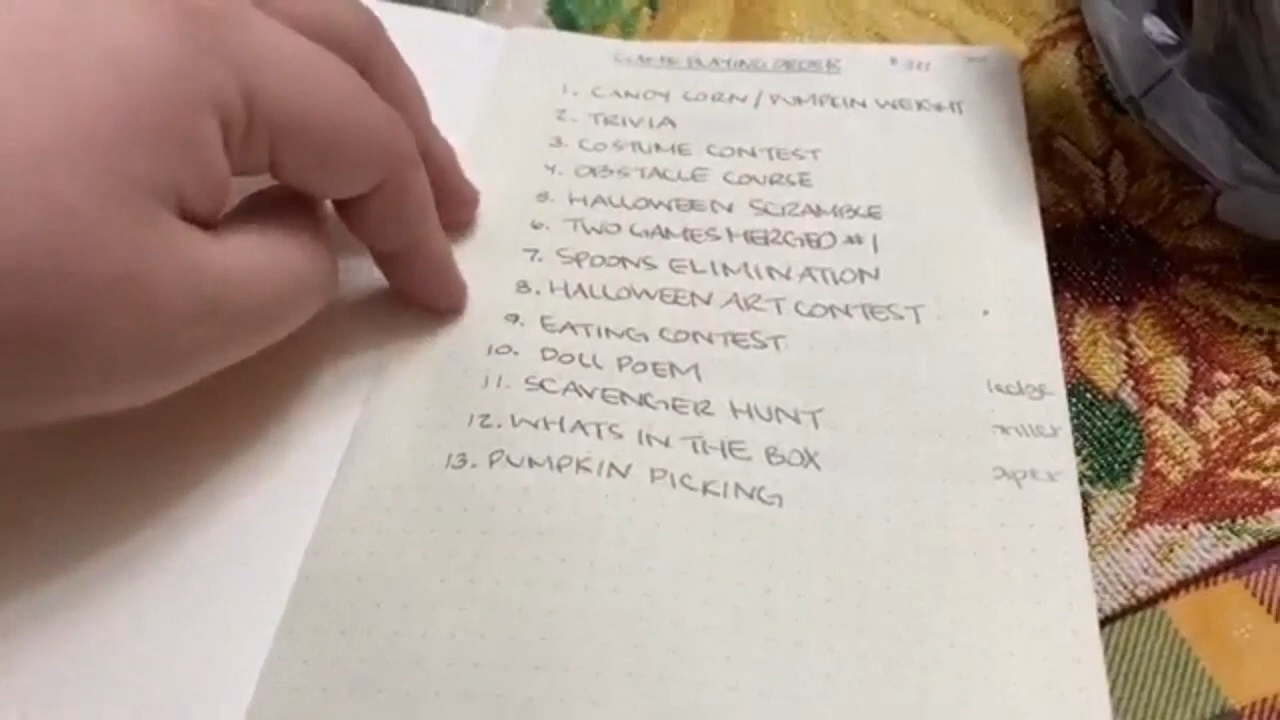 GAME PLAYING ORDER
1. CANDY CORN / PUMPKIN WEIGHT
2. TRIVIA
3. COSTUME CONTEST
4. OBSTACLE COURSE
5. HALLOWEEN SCRAMBLE
6. TWO GAMES MERGED #1
7. SPOONS ELIMINATION
8. HALLOWEEN ART CONTEST
9. EATING CONTEST
10. DOLL POEM
11. SCAVENGER HUNT
12. WHATS IN THE BOX
13. PUMPKIN PICKING
ledge